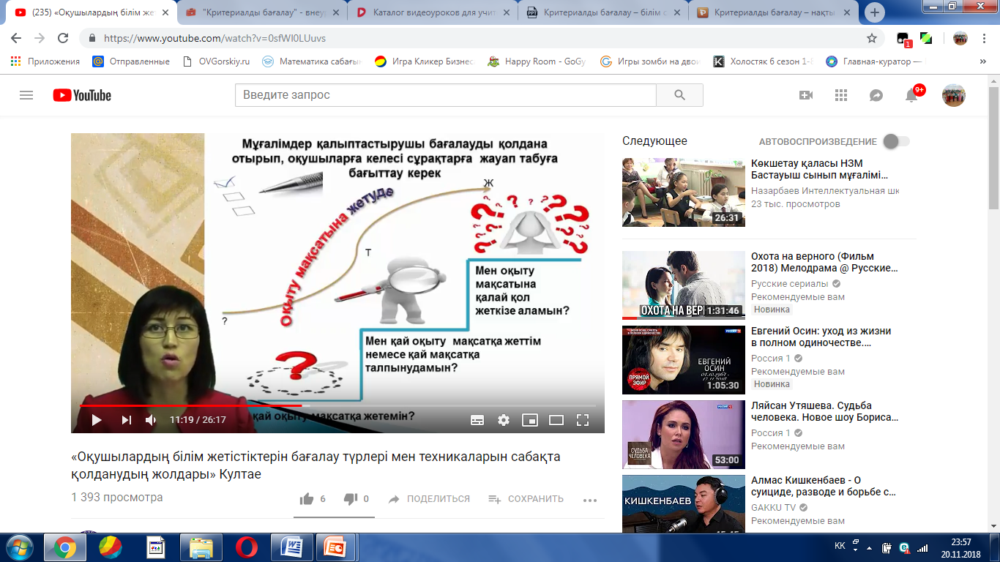 (235) «Оқушылардың білім жет
"Критериалды бағалау" - внеур
Каталог видеоуроков для учит
Критериалды бағалау – білім с
Критериалды бағалау – нақты
https://www.youtube.com/watch?v=0sfWI0LUuvs
1
Приложения
Отправленные
OVGorskiy.ru
Математика сабағын
Игра Кликер Бизнес
Happy Room - GoGy
Игры зомби на двои
Холостяк 6 сезон 1-8
Главная-куратор —
»
YouTube
Введите запрос
9+
Мұғалімдер қалыптастырушы бағалауды қолдана
отырып, оқушыларға келесі сұрақтарға жауап табуға
бағыттау керек
Ж
Оқыту мақсатына жетуде
Т
?
Мен оқыту
мақсатына
қалай қол
жеткізе аламын?
Мен қай оқыту мақсатқа жеттім
немесе қай мақсатқа
талпынудамын?
қай оқыту мақсатқа жетемін?
11:19 / 26:17
«Оқушылардың білім жетістіктерін бағалау түрлері мен техникаларын сабақта
қолданудың жолдары» Култае
1 393 просмотра
6
0
ПОДЕЛИТЬСЯ
СОХРАНИТЬ
Следующее
АВТОВОСПРОИЗВЕДЕНИЕ
26:31
Көкшетау қаласы НЗМ
Бастауыш сынып мұғалімі...
Назарбаев Интеллектуальная шк
23 тыс. просмотров
ОХОТА НА ВЕР
1:31:46
Охота на верного (Фильм
2018) Мелодрама @ Русские...
Русские сериалы
Рекомендуемые вам
Новинка
ПРЯМОЙ
ЭФИР
ЕВГЕНИЙ
ОСИН
1:05:30
Евгений Осин: уход из жизни
в полном одиночестве....
Россия 1
Рекомендуемые вам
Новинка
СУДЬБА
ЧЕЛОВЕКА
53:00
Ляйсан Утяшева. Судьба
человека. Новое шоу Бориса...
Россия 1
Рекомендуемые вам
КИШКЕНБАЕВ
Алмас Кишкенбаев - О
суициде, разводе и борьбе с...
GAKKU TV
Рекомендуемые вам
KK
23:57
20.11.2018